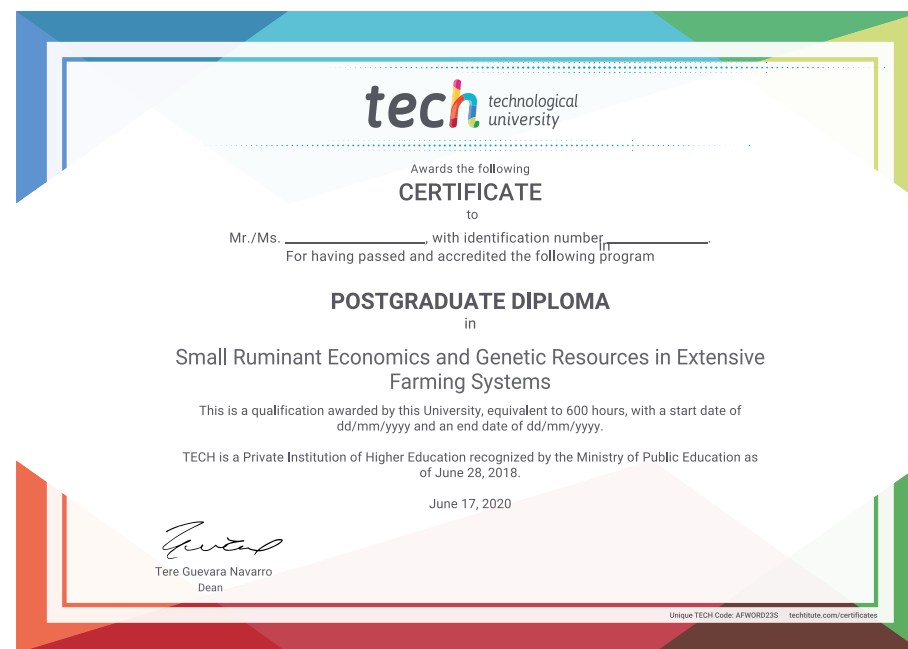 tech technological
university
Awards the following
CERTIFICATE
to
Mr./Ms. ____________________, with identification number ______________.
in
For having passed and accredited the following program
POSTGRADUATE DIPLOMA
in
Small Ruminant Economics and Genetic Resources in Extensive
Farming Systems
This is a qualification awarded by this University, equivalent to 600 hours, with a start date of
dd/mm/yyyy and an end date of dd/mm/yyyy.
TECH is a Private Institution of Higher Education recognized by the Ministry of Public Education as
of June 28, 2018.
June 17, 2020
Tere Guevara Navarro
Dean
Unique TECH Code: AFWORD23S techtitute.com/certificates